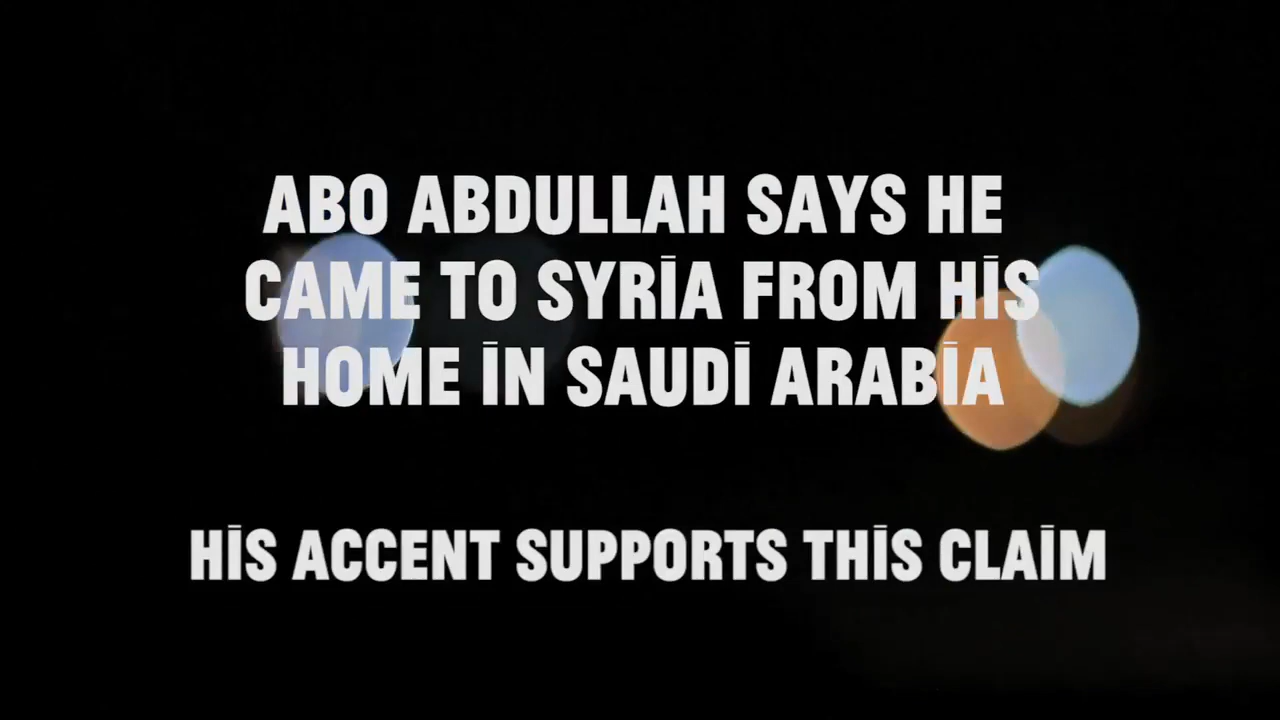 ABO ABDULLAH SAYS HE
CAME TO SYRIA FROM HIS
HOME IN SAUDI ARABIA
HIS ACCENT SUPPORTS THIS CLAIM